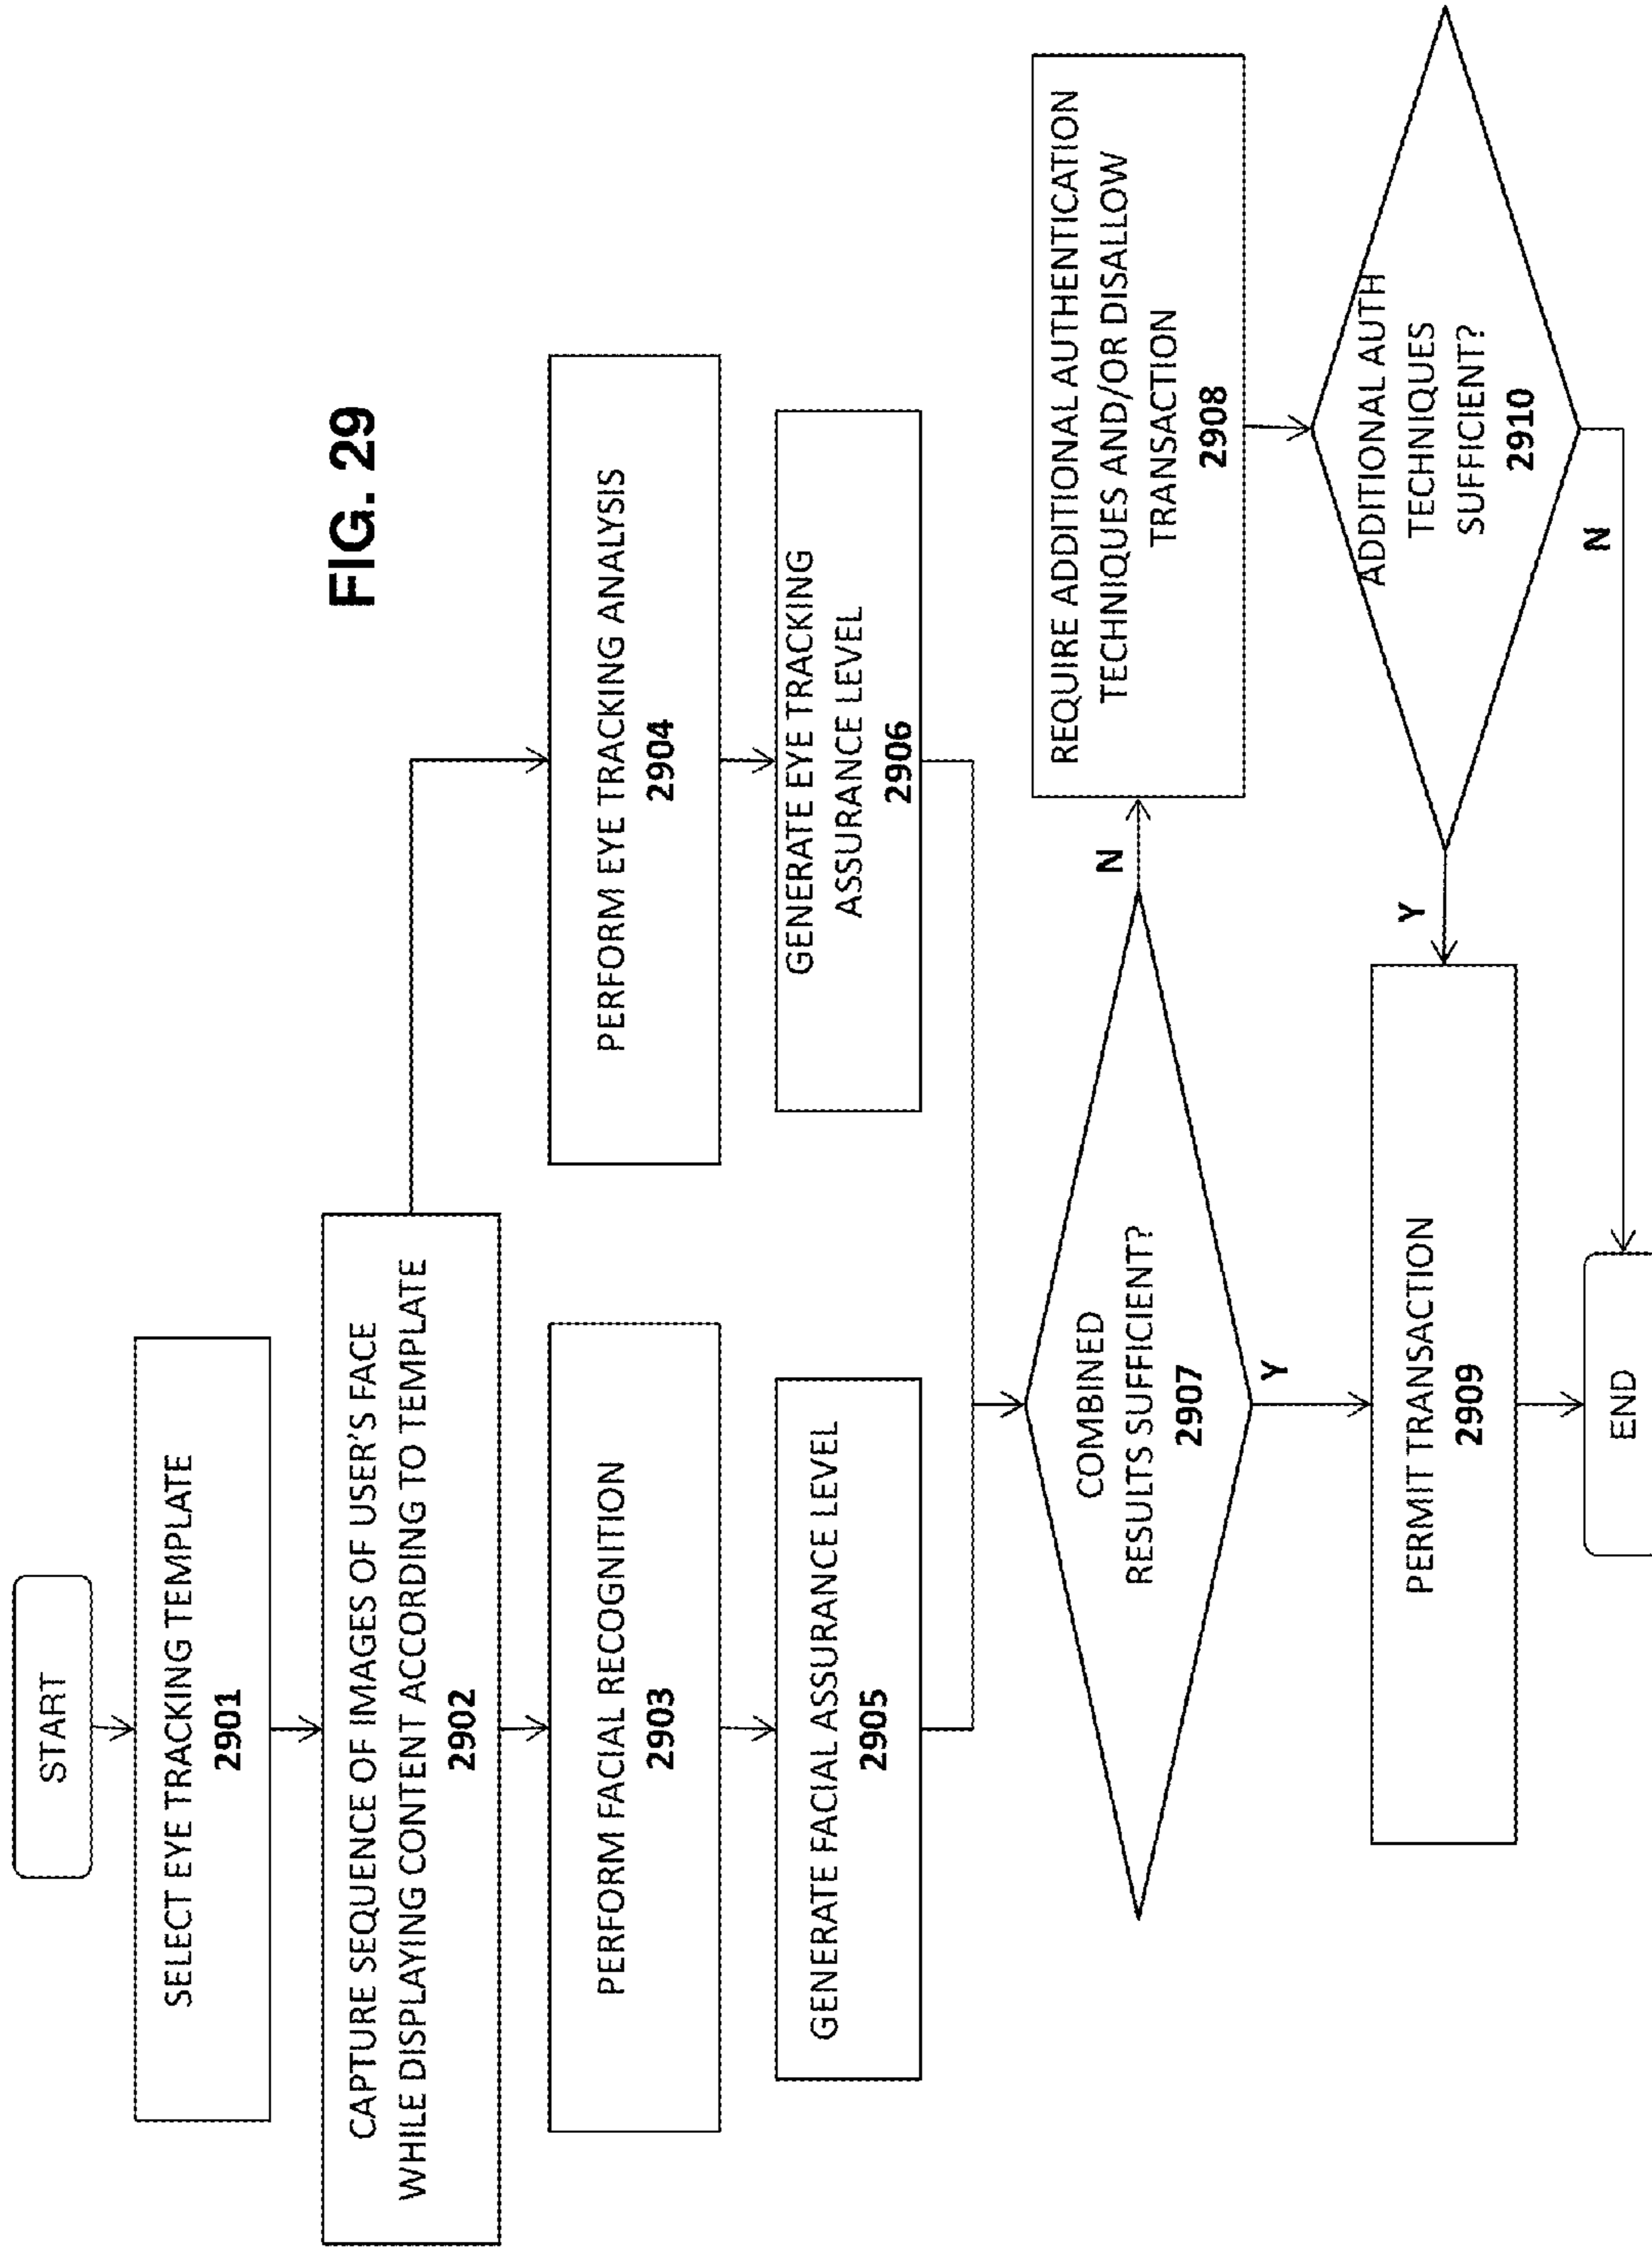 FIG. 29
START
SELECT EYE TRACKING TEMPLATE
2901
CAPTURE SEQUENCE OF IMAGES OF USER'S FACE
WHILE DISPLAYING CONTENT ACCORDING TO TEMPLATE
2902
PERFORM FACIAL RECOGNITION
2903
PERFORM EYE TRACKING ANALYSIS
2904
GENERATE FACIAL ASSURANCE LEVEL
2905
GENERATE EYE TRACKING
ASSURANCE LEVEL
2906
COMBINED
RESULTS SUFFICIENT?
2907
N
Y
REQUIRE ADDITIONAL AUTHENTICATION
TECHNIQUES AND/OR DISALLOW
TRANSACTION
2908
PERMIT TRANSACTION
2909
Y
ADDITIONAL AUTH
TECHNIQUES
SUFFICIENT?
2910
N
END